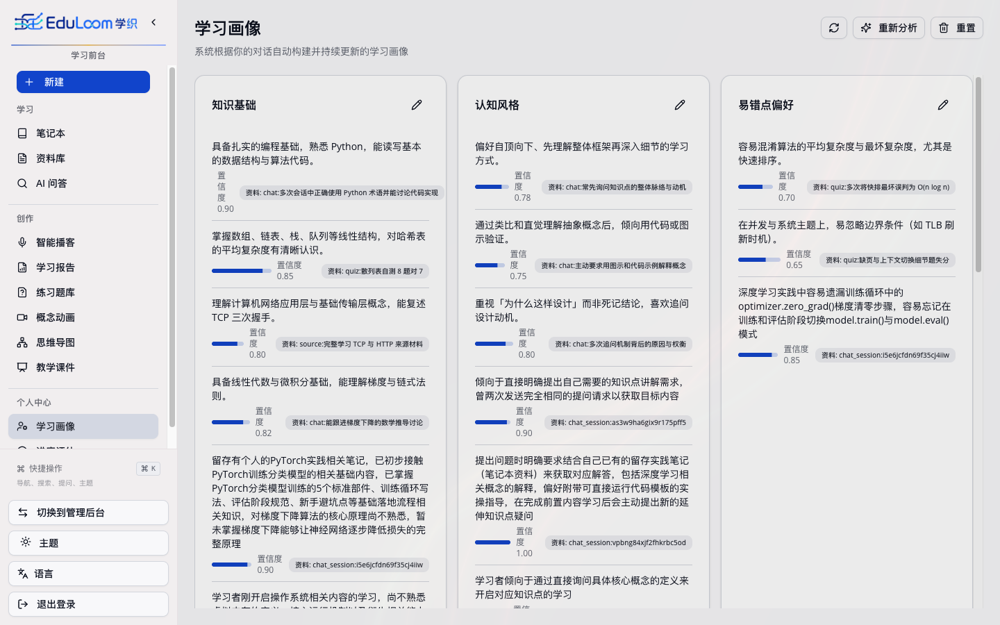 EduLoom 学织
学习前台
新建
学习
笔记本
资料库
AI 问答
创作
智能播客
学习报告
练习题库
概念动画
思维导图
教学课件
个人中心
学习画像
快捷操作
⌘ K
导航、搜索、提问、主题
切换到管理后台
主题
语言
退出登录
学习画像
系统根据你的对话自动构建并持续更新的学习画像
重新分析
重置
知识基础
具备扎实的编程基础，熟悉 Python，能读写基本
的数据结构与算法代码。
置
信
度
0.90
资料: chat:多次会话中正确使用 Python 术语并能讨论代码实现
掌握数组、链表、栈、队列等线性结构，对哈希表
的平均复杂度有清晰认识。
置信度
0.85
资料: quiz:散列表自测 8 题对 7
理解计算机网络应用层与基础传输层概念，能复述
TCP 三次握手。
置信
度
0.80
资料: source:完整学习 TCP 与 HTTP 来源材料
具备线性代数与微积分基础，能理解梯度与链式法
则。
置信
度
0.82
资料: chat:能跟进梯度下降的数学推导讨论
留存有个人的PyTorch实践相关笔记，已初步接触
PyTorch训练分类模型的相关基础内容，已掌握
PyTorch分类模型训练的5个标准部件、训练循环写
法、评估阶段规范、新手避坑点等基础落地流程相
关知识，对梯度下降算法的核心原理尚不熟悉，暂
未掌握梯度下降能够让神经网络逐步降低损失的完
整原理
置信度
0.90
资料: chat_session:i5e6jcfdn69f35cj4iiw
学习者刚开启操作系统相关内容的学习，尚不熟悉
认知风格
偏好自顶向下、先理解整体框架再深入细节的学习
方式。
置信
度
0.78
资料: chat:常先询问知识点的整体脉络与动机
通过类比和直觉理解抽象概念后，倾向用代码或图
示验证。
置信
度
0.75
资料: chat:主动要求用图示和代码示例解释概念
重视「为什么这样设计」而非死记结论，喜欢追问
设计动机。
置信
度
0.80
资料: chat:多次追问机制背后的原因与权衡
倾向于直接明确提出自己需要的知识点讲解需求，
曾两次发送完全相同的提问请求以获取目标内容
置信
度
0.90
资料: chat_session:as3w9ha6gix9r175pff5
提出问题时明确要求结合自己已有的留存实践笔记
（笔记本资料）来获取对应解答，包括深度学习相
关概念的解释，偏好附带可直接运行代码模板的实
操指导，在完成前置内容学习后会主动提出新的延
伸知识点疑问
置信
度
1.00
资料: chat_session:vpbng84xjf2fhkrbc5od
学习者倾向于通过直接询问具体核心概念的定义来
开启对应知识点的学习
置信
易错点偏好
容易混淆算法的平均复杂度与最坏复杂度，尤其是
快速排序。
置信
度
0.70
资料: quiz:多次将快排最坏误判为 O(n log n)
在并发与系统主题上，易忽略边界条件（如 TLB 刷
新时机）。
置信度
0.65
资料: quiz:缺页与上下文切换细节题失分
深度学习实践中容易遗漏训练循环中的
optimizer.zero_grad()梯度清零步骤，容易忘记在
训练和评估阶段切换model.train()与model.eval()
模式
置信度
0.85
资料: chat_session:i5e6jcfdn69f35cj4iiw